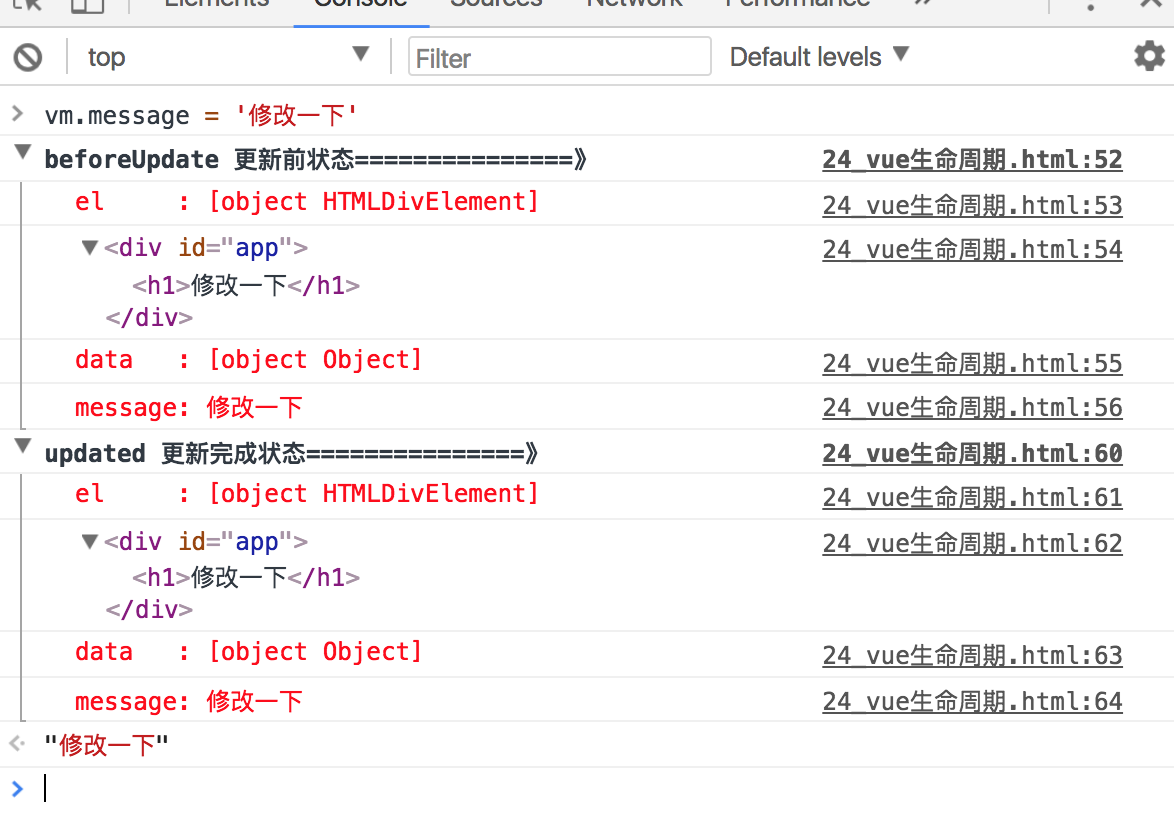 Elements Console Sources Network Performance »
top Filter Default levels
vm.message = '修改一下'
beforeUpdate 更新前状态===============》 24_vue生命周期.html:52
el : [object HTMLDivElement] 24_vue生命周期.html:53
<div id="app"> 24_vue生命周期.html:54
<h1>修改一下</h1>
</div>
data : [object Object] 24_vue生命周期.html:55
message: 修改一下 24_vue生命周期.html:56
updated 更新完成状态===============》 24_vue生命周期.html:60
el : [object HTMLDivElement] 24_vue生命周期.html:61
<div id="app"> 24_vue生命周期.html:62
<h1>修改一下</h1>
</div>
data : [object Object] 24_vue生命周期.html:63
message: 修改一下 24_vue生命周期.html:64
"修改一下"